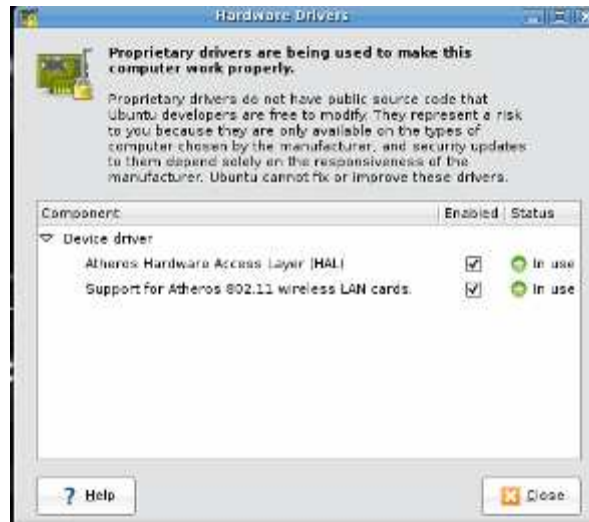 Hardware Drivers
Proprietary drivers are being used to make this
computer work properly.
Proprietary drivers do not have public source code that
Ubuntu developers are free to modify. They represent a risk
to you because they are only available on the types of
computer chosen by the manufacturer, and security updates
to them depend solely on the responsiveness of the
manufacturer. Ubuntu cannot fix or improve these drivers.
Component Enabled Status
Device driver
Atheros Hardware Access Layer (HAL) In use
Support for Atheros 802.11 wireless LAN cards. In use
? Help Close